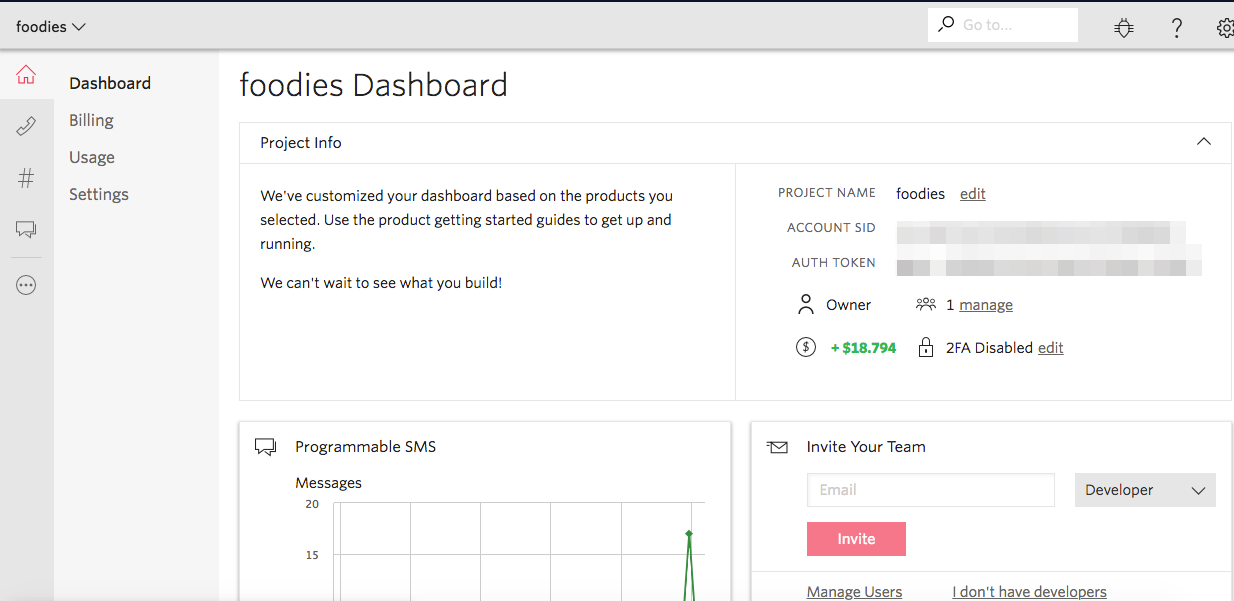 foodies
Go to...
Dashboard
Billing
Usage
Settings
foodies Dashboard
Project Info
We've customized your dashboard based on the products you
selected. Use the product getting started guides to get up and
running.
We can't wait to see what you build!
PROJECT NAME foodies edit
ACCOUNT SID
AUTH TOKEN
Owner 1 manage
$ + $18.794 2FA Disabled edit
Programmable SMS
Messages
20
15
Invite Your Team
Email Developer
Invite
Manage Users I don't have developers